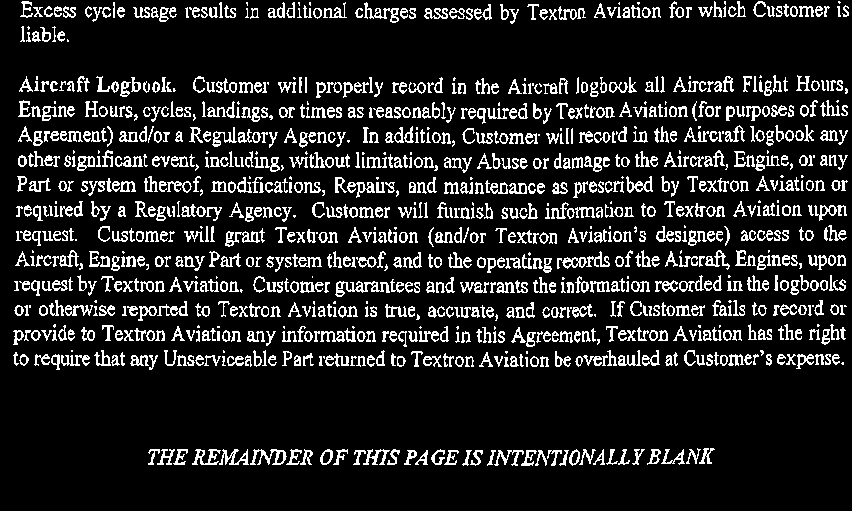 Excess cycle usage results in additional charges assessed by Textron Aviation for which Customer is
liable.
Aircraft Logbook. Customer will properly record in the Aircraft logbook all Aircraft Flight Hours,
Engine Hours, cycles, landings, or times as reasonably required by Textron Aviation (for purposes of this
Agreement) and/or a Regulatory Agency. In addition, Customer will record in the Aircraft logbook any
other significant event, including, without limitation, any Abuse or damage to the Aircraft, Engine, or any
Part or system thereof, modifications, Repairs, and maintenance as prescribed by Textron Aviation or
required by a Regulatory Agency. Customer will furnish such information to Textron Aviation upon
request. Customer will grant Textron Aviation (and/or Textron Aviation's designee) access to the
Aircraft, Engine, or any Part or system thereof, and to the operating records of the Aircraft, Engines, upon
request by Textron Aviation. Customer guarantees and warrants the information recorded in the logbooks
or otherwise reported to Textron Aviation is true, accurate, and correct. If Customer fails to record or
provide to Textron Aviation any information required in this Agreement, Textron Aviation has the right
to require that any Unserviceable Part returned to Textron Aviation be overhauled at Customer's expense.
THE REMAINDER OF THIS PAGE IS INTENTIONALLY BLANK